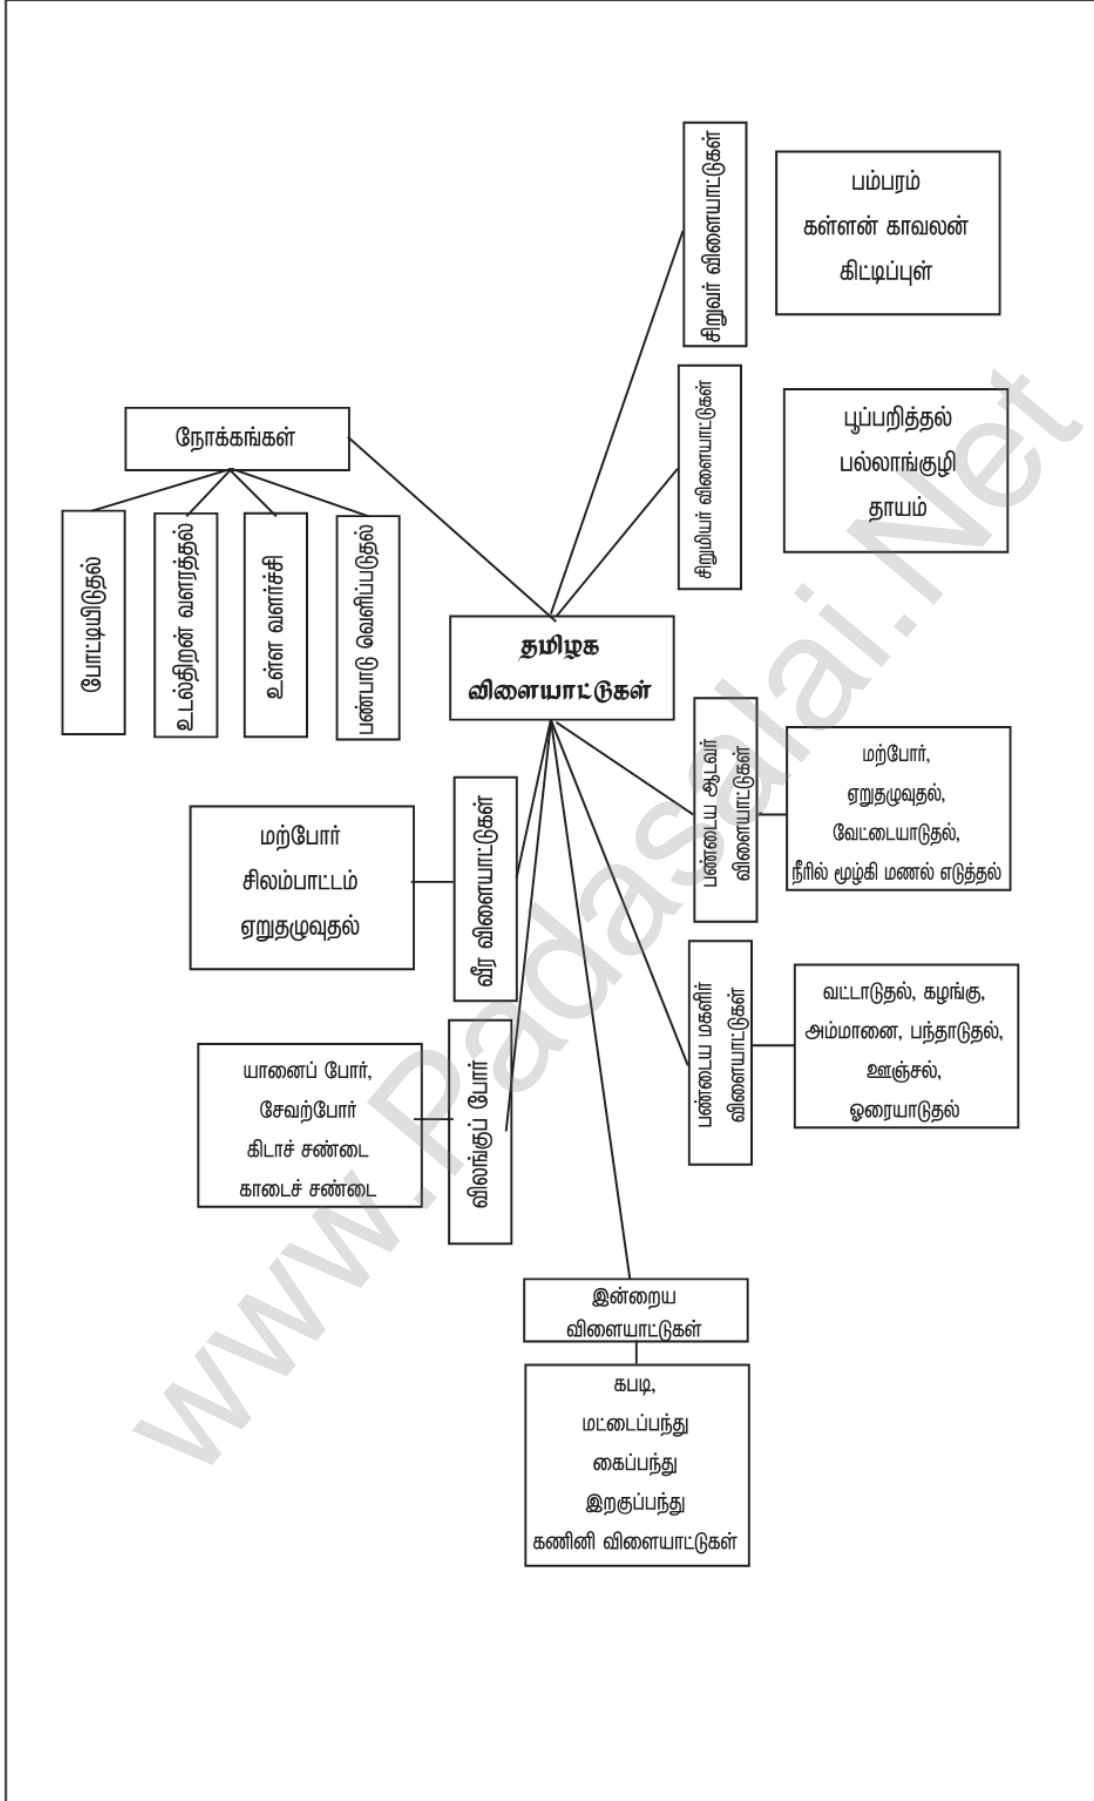 சிறுவர் விளையாட்டுகள்
பம்பரம்
கள்ளன் காவலன்
கிட்டிப்புள்
சிறுமியர் விளையாட்டுகள்
பூப்பறித்தல்
பல்லாங்குழி
தாயம்
நோக்கங்கள்
போட்டியிடுதல்
உடல்திறன் வளரத்தல்
உள்ள வளர்ச்சி
பண்பாடு வெளிப்படுதல்
தமிழக
விளையாட்டுகள்
பண்டைய ஆடவர்
விளையாட்டுகள்
மற்போர்,
ஏறுதழுவுதல்,
வேட்டையாடுதல்,
நீரில் மூழ்கி மணல் எடுத்தல்
வீர விளையாட்டுகள்
மற்போர்
சிலம்பாட்டம்
ஏறுதழுவுதல்
பண்டைய மகளிர்
விளையாட்டுகள்
வட்டாடுதல், கழங்கு,
அம்மானை, பந்தாடுதல்,
ஊஞ்சல்,
ஓரையாடுதல்
விலங்குப் போர்
யானைப் போர்,
சேவற்போர்
கிடாச் சண்டை
காடைச் சண்டை
இன்றைய
விளையாட்டுகள்
கபடி,
மட்டைப்பந்து
கைப்பந்து
இறகுப்பந்து
கணினி விளையாட்டுகள்
www.Padasalai.Net